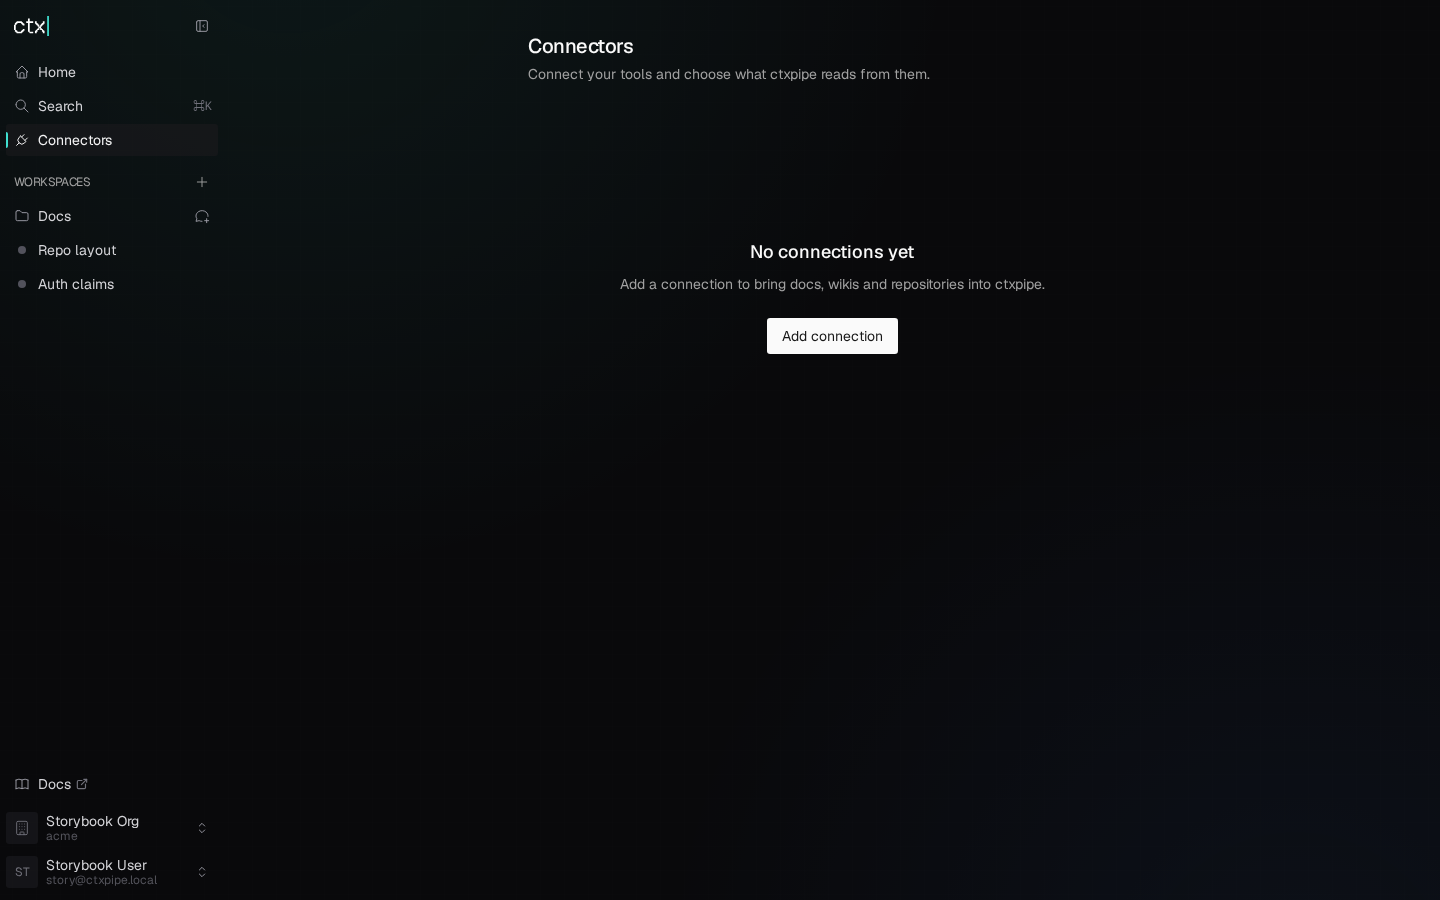 ctx
Home
Search ⌘K
Connectors
WORKSPACES
Docs
Repo layout
Auth claims
Docs
Storybook Org
acme
ST
Storybook User
story@ctxpipe.local
Connectors
Connect your tools and choose what ctxpipe reads from them.
No connections yet
Add a connection to bring docs, wikis and repositories into ctxpipe.
Add connection